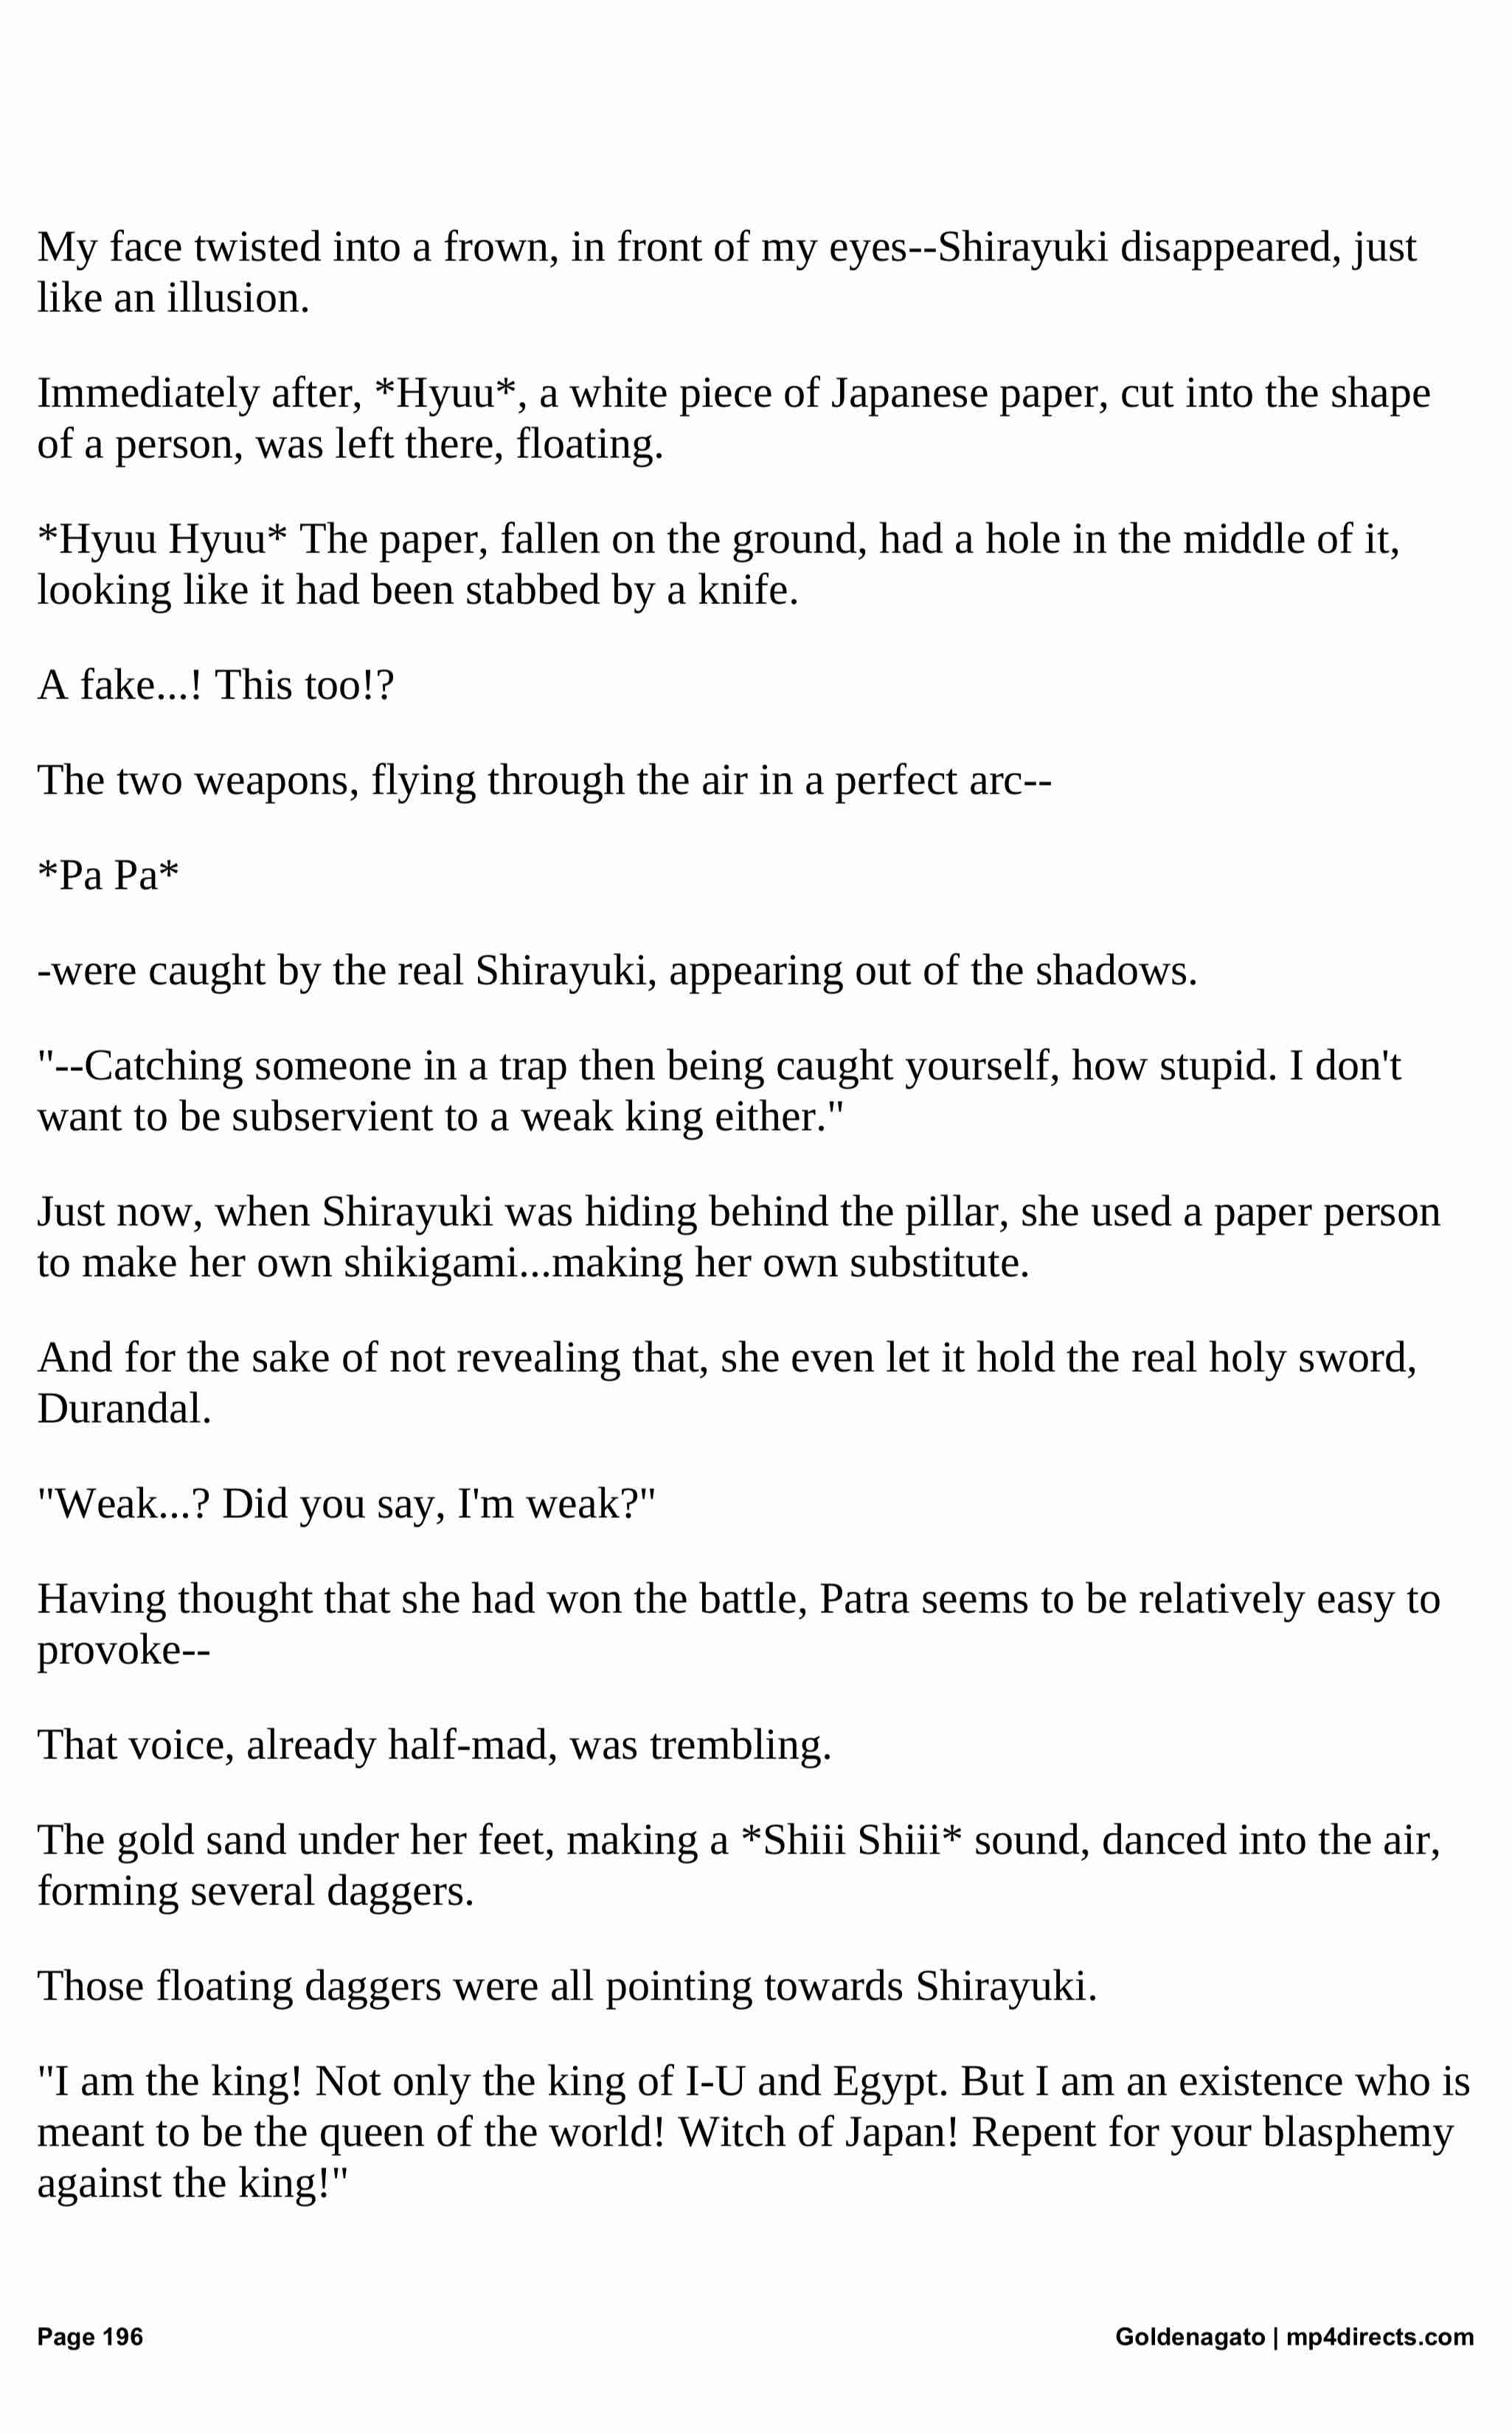 My face twisted into a frown, in front of my eyes--Shirayuki disappeared, just
like an illusion.
Immediately after, *Hyuu*, a white piece of Japanese paper, cut into the shape
of a person, was left there, floating.
*Hyuu Hyuu* The paper, fallen on the ground, had a hole in the middle of it,
looking like it had been stabbed by a knife.
A fake...! This too!?
The two weapons, flying through the air in a perfect arc--
*Pa Pa*
-were caught by the real Shirayuki, appearing out of the shadows.
"--Catching someone in a trap then being caught yourself, how stupid. I don't
want to be subservient to a weak king either."
Just now, when Shirayuki was hiding behind the pillar, she used a paper person
to make her own shikigami...making her own substitute.
And for the sake of not revealing that, she even let it hold the real holy sword,
Durandal.
"Weak...? Did you say, I'm weak?"
Having thought that she had won the battle, Patra seems to be relatively easy to
provoke--
That voice, already half-mad, was trembling.
The gold sand under her feet, making a *Shiii Shiii* sound, danced into the air,
forming several daggers.
Those floating daggers were all pointing towards Shirayuki.
"I am the king! Not only the king of I-U and Egypt. But I am an existence who is
meant to be the queen of the world! Witch of Japan! Repent for your blasphemy
against the king!"
Page 196
Goldenagato | mp4directs.com